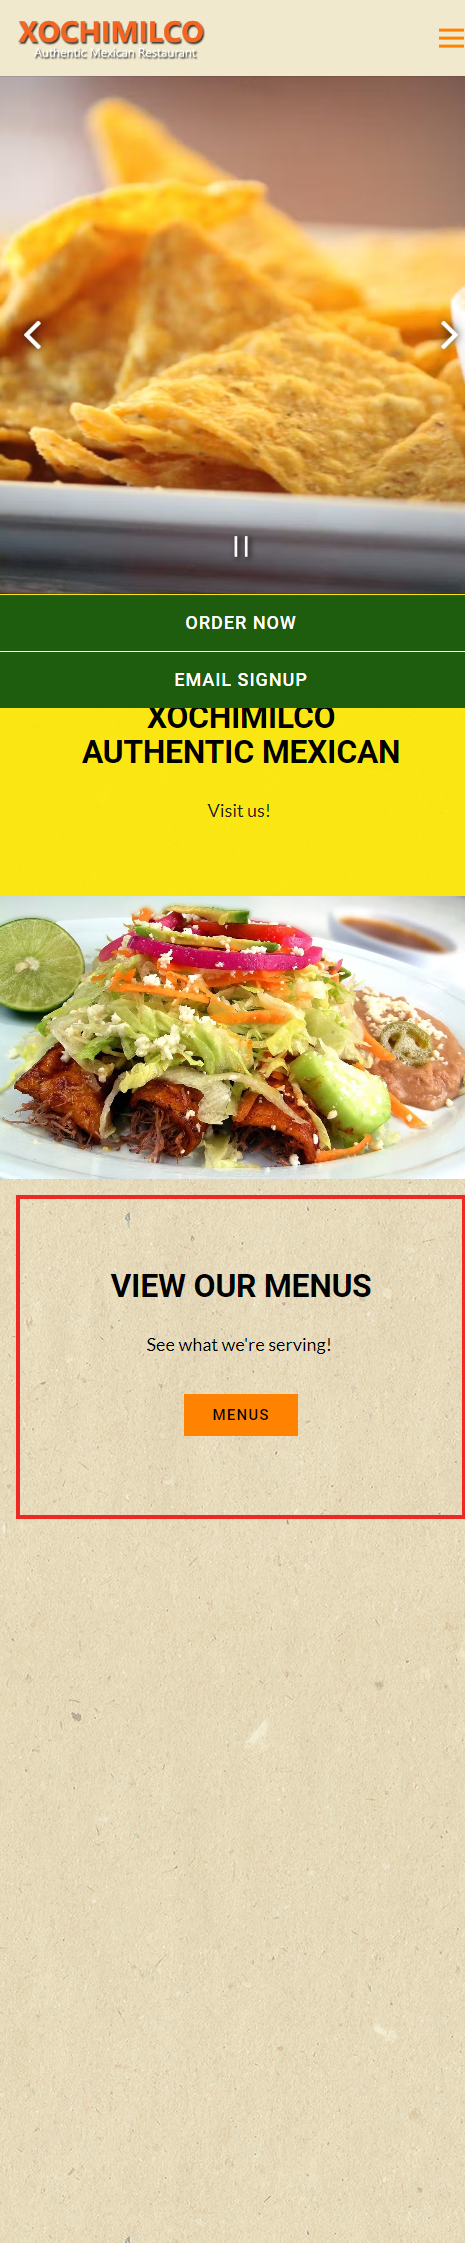 XOCHIMILCO
Authentic Mexican Restaurant
ORDER NOW
EMAIL SIGNUP
XOCHIMILCO
AUTHENTIC MEXICAN
Visit us!
VIEW OUR MENUS
See what we're serving!
MENUS